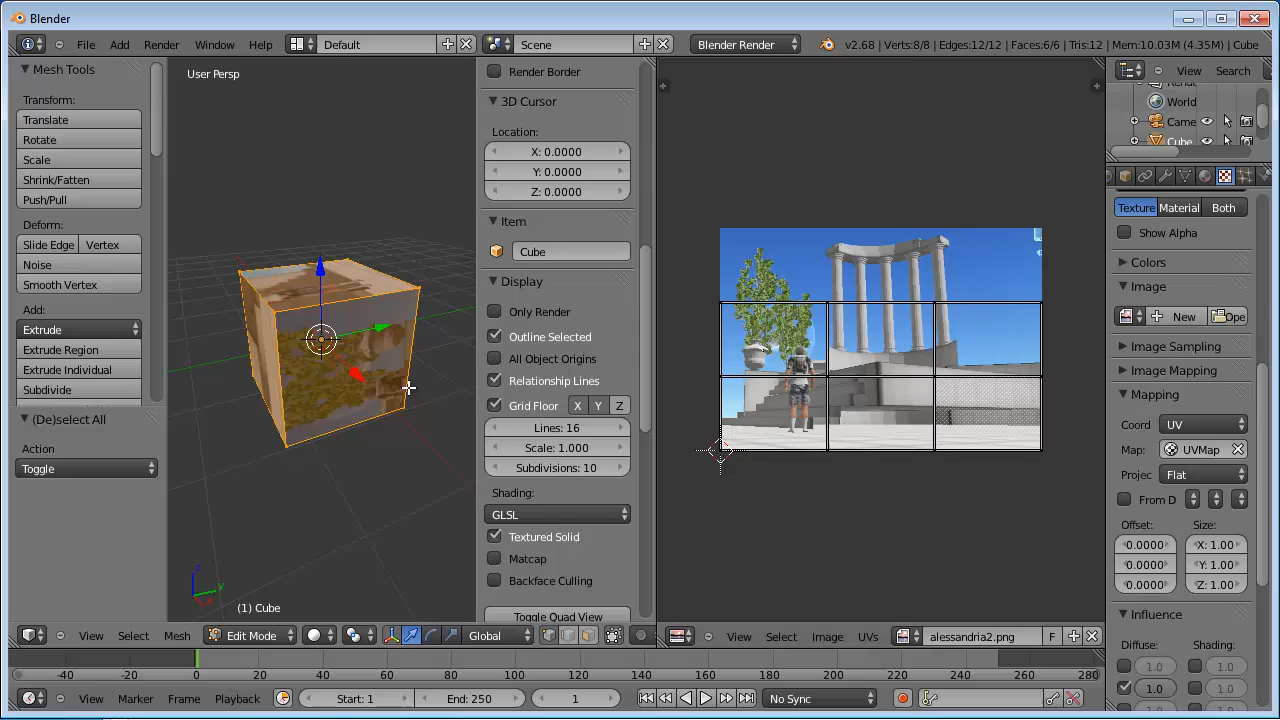 Blender
File Add Render Window Help Default Scene Blender Render v2.68 | Verts:8/8 | Edges:12/12 | Faces:6/6 | Tris:12 | Mem:10.03M (4.35M) | Cube
Mesh Tools
Transform:
Translate
Rotate
Scale
Shrink/Fatten
Push/Pull
Deform:
Slide Edge Vertex
Noise
Smooth Vertex
Add:
Extrude
Extrude Region
Extrude Individual
Subdivide
(De)select All
Action
Toggle
User Persp
z
y
x
(1) Cube
Render Border
3D Cursor
Location:
X: 0.0000
Y: 0.0000
Z: 0.0000
Item
Cube
Display
Only Render
Outline Selected
All Object Origins
Relationship Lines
Grid Floor X Y Z
Lines: 16
Scale: 1.000
Subdivisions: 10
Shading:
GLSL
Textured Solid
Matcap
Backface Culling
Toggle Quad View
View Search
World
Came
Cube
Texture Material Both
Show Alpha
Colors
Image
New Ope
Image Sampling
Image Mapping
Mapping
Coord UV
Map: UVMap
Projec Flat
From D
Offset: Size:
0.0000 X: 1.00
0.0000 Y: 1.00
0.0000 Z: 1.00
Influence
Diffuse: Shading:
1.0 1.0
1.0 1.0
View Select Mesh Edit Mode Global
View Select Image UVs alessandria2.png F
-40 -20 0 20 40 60 80 100 120 140 160 180 200 220 240 260 280
View Marker Frame Playback Start: 1 End: 250 1 No Sync